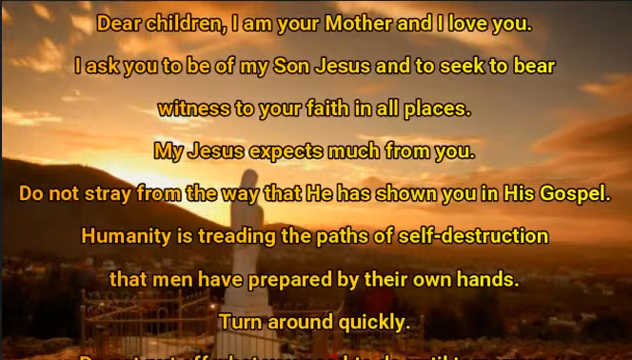 Dear children, I am your Mother and I love you.
I ask you to be of my Son Jesus and to seek to bear
witness to your faith in all places.
My Jesus expects much from you.
Do not stray from the way that He has shown you in His Gospel.
Humanity is treading the paths of self-destruction
that men have prepared by their own hands.
Turn around quickly.